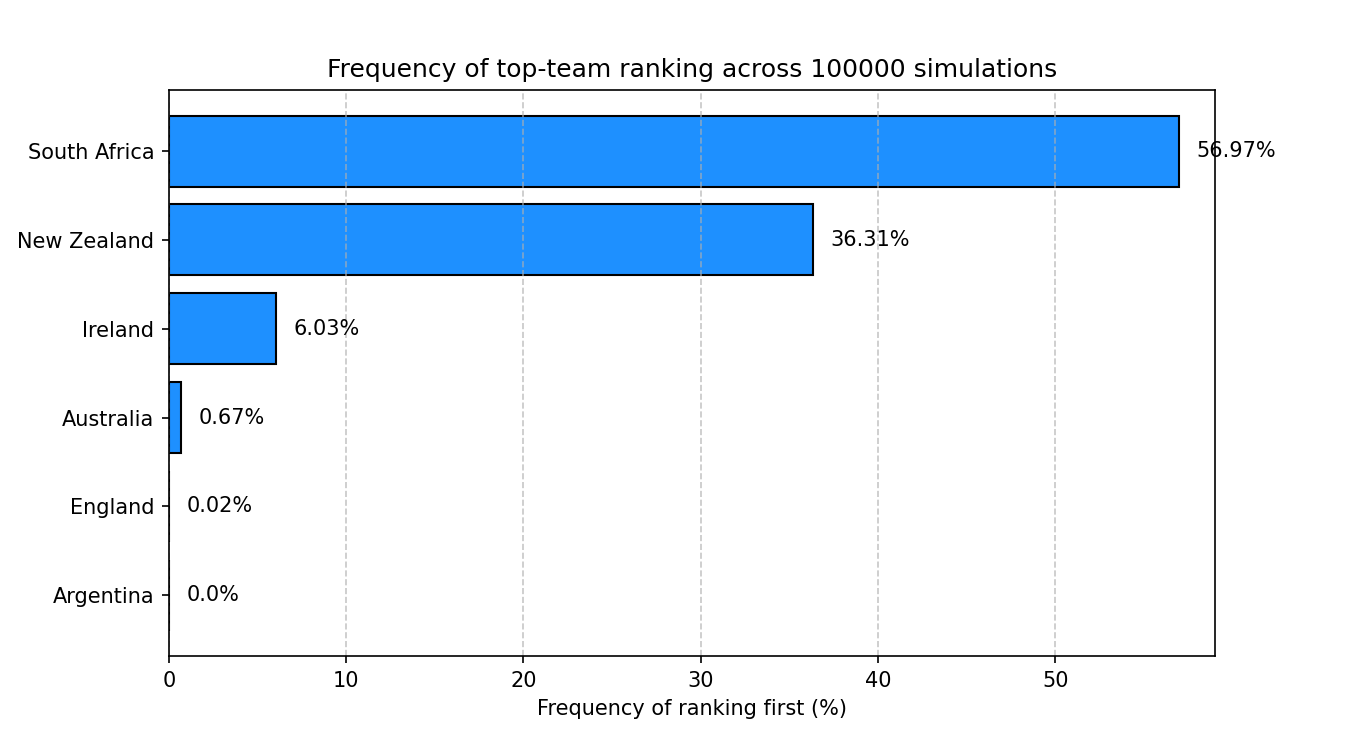 Frequency of top-team ranking across 100000 simulations
South Africa
56.97%
New Zealand
36.31%
Ireland
6.03%
Australia
0.67%
England
0.02%
Argentina
0.0%
0 10 20 30 40 50
Frequency of ranking first (%)